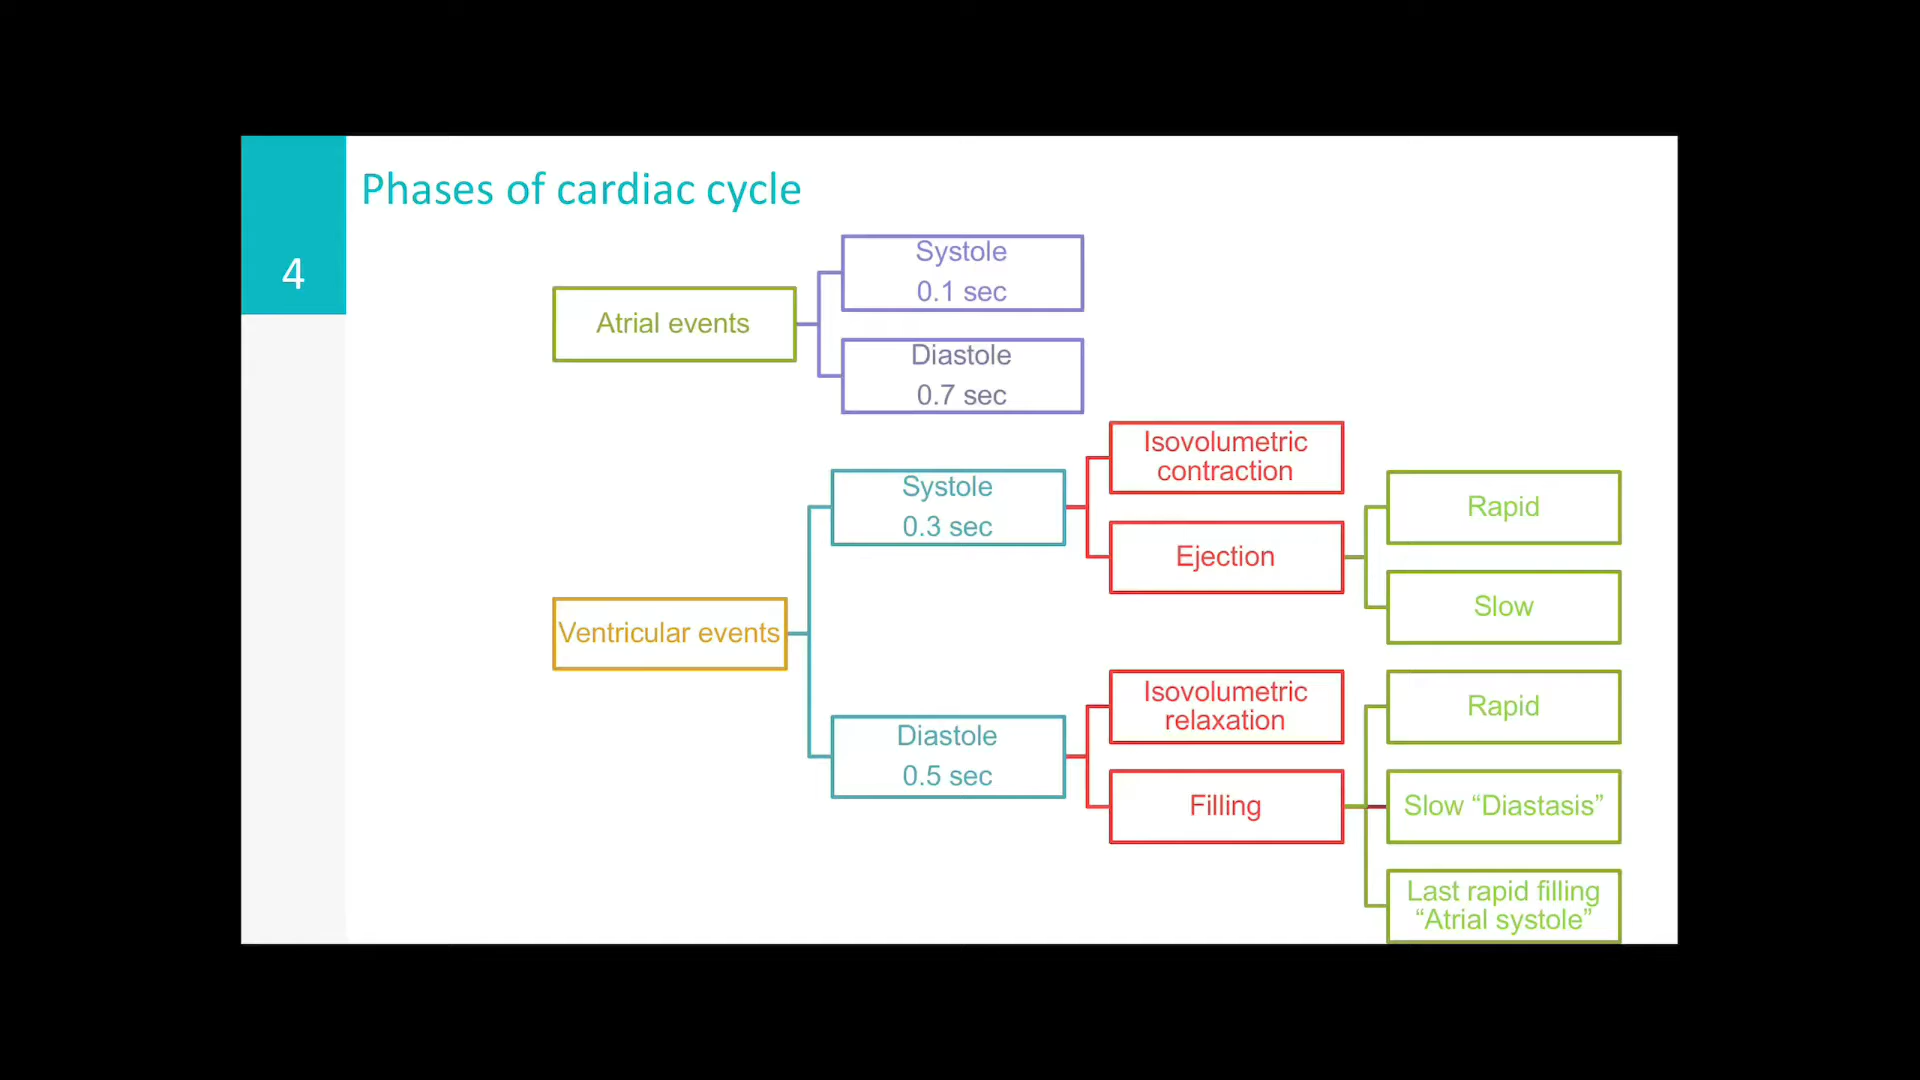 Phases of cardiac cycle
4
Atrial events
Systole
0.1 sec
Diastole
0.7 sec
Ventricular events
Systole
0.3 sec
Isovolumetric
contraction
Ejection
Rapid
Slow
Diastole
0.5 sec
Isovolumetric
relaxation
Filling
Rapid
Slow “Diastasis”
Last rapid filling
“Atrial systole”